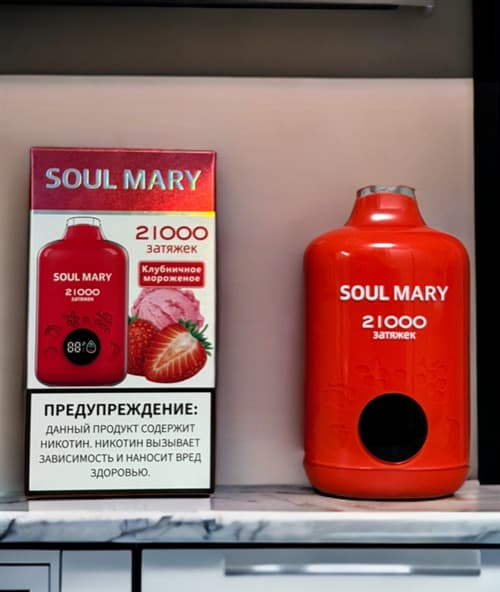 SOUL MARY
21000
затяжек
Клубничное
мороженое
SOUL MARY
21000
затяжек
88
ПРЕДУПРЕЖДЕНИЕ:
ДАННЫЙ ПРОДУКТ СОДЕРЖИТ
НИКОТИН. НИКОТИН ВЫЗЫВАЕТ
ЗАВИСИМОСТЬ И НАНОСИТ ВРЕД
ЗДОРОВЬЮ.
SOUL MARY
21000
затяжек